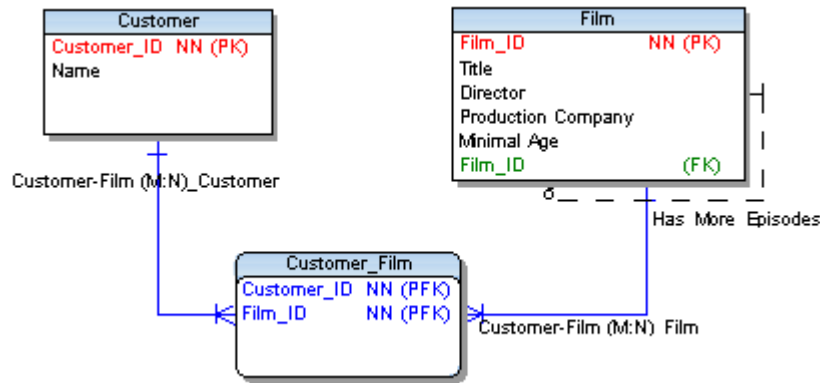 Customer
Customer_ID NN (PK)
Name
Film
Film_ID NN (PK)
Title
Director
Production Company
Minimal Age
Film_ID (FK)
Customer-Film (M:N)_Customer
Has More Episodes
Customer_Film
Customer_ID NN (PFK)
Film_ID NN (PFK)
Customer-Film (M:N) Film